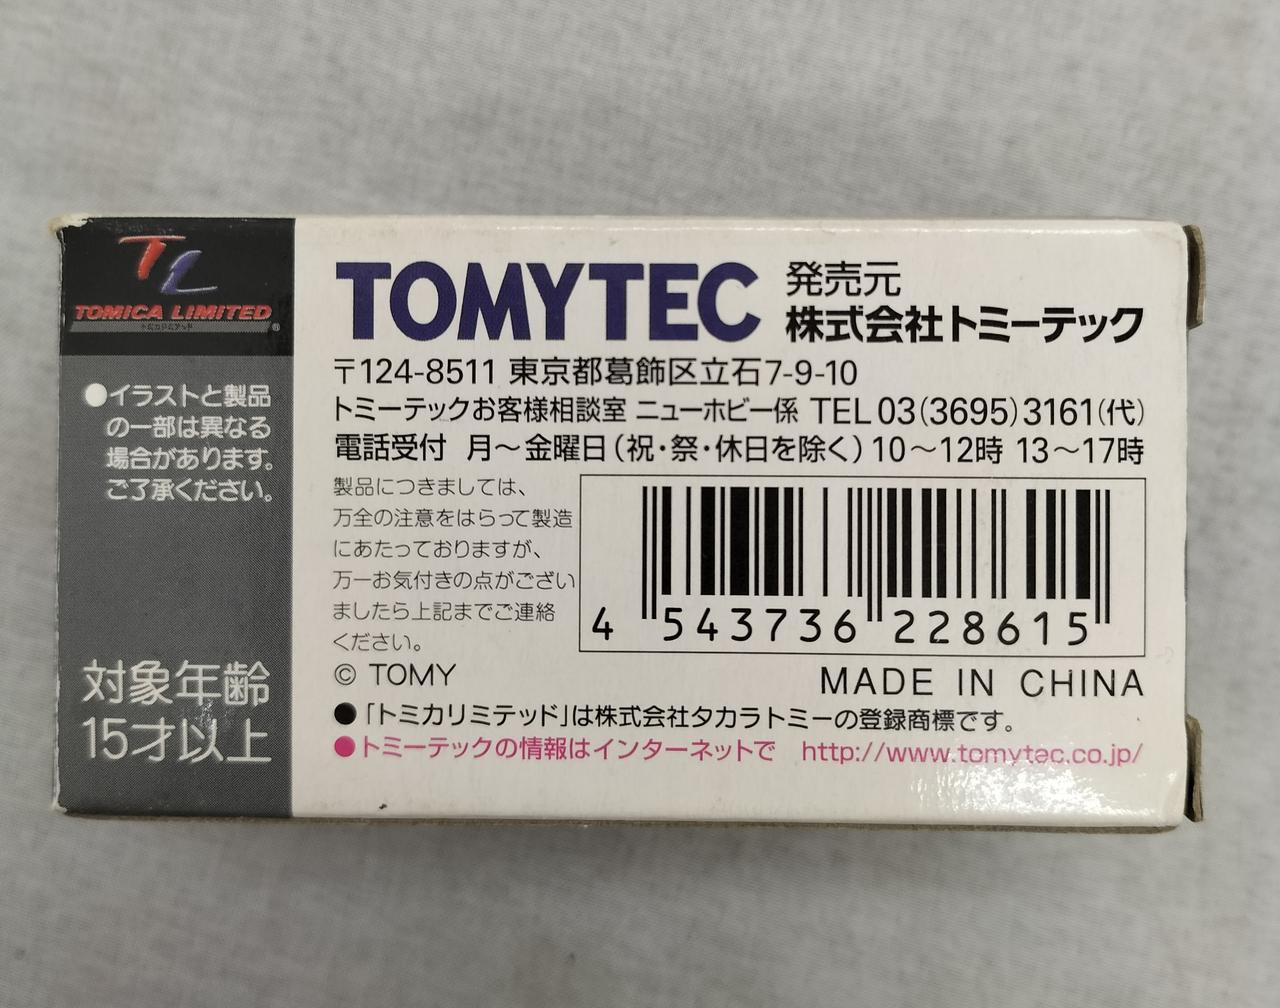 TL
TOMICA LIMITED
トミカリミテッド
®
●イラストと製品
の一部は異なる
場合があります。
ご了承ください。
対象年齢
15才以上
TOMYTEC
発売元
株式会社トミーテック
〒124-8511 東京都葛飾区立石7-9-10
トミーテックお客様相談室 ニューホビー係 TEL 03(3695)3161(代)
電話受付 月〜金曜日(祝・祭・休日を除く)10〜12時 13〜17時
製品につきましては、
万全の注意をはらって製造
にあたっておりますが、
万一お気付きの点がござい
ましたら上記までご連絡
ください。
4 543736 228615
© TOMY
MADE IN CHINA
●「トミカリミテッド」は株式会社タカラトミーの登録商標です。
●トミーテックの情報はインターネットで http://www.tomytec.co.jp/